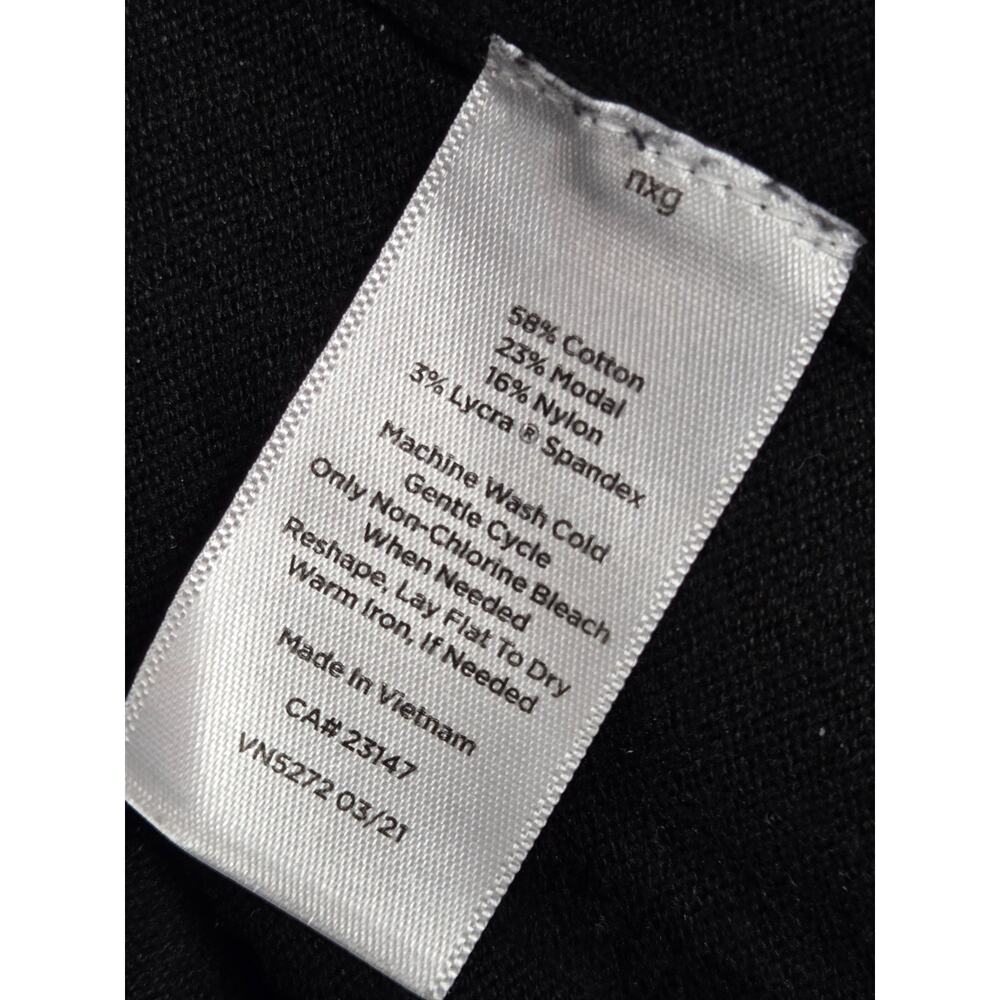 nxg
58% Cotton
23% Modal
16% Nylon
3% Lycra ® Spandex
Machine Wash Cold
Gentle Cycle
Only Non-Chlorine Bleach
When Needed
Reshape, Lay Flat To Dry
Warm Iron, If Needed
Made In Vietnam
CA# 23147
VN5272 03/21